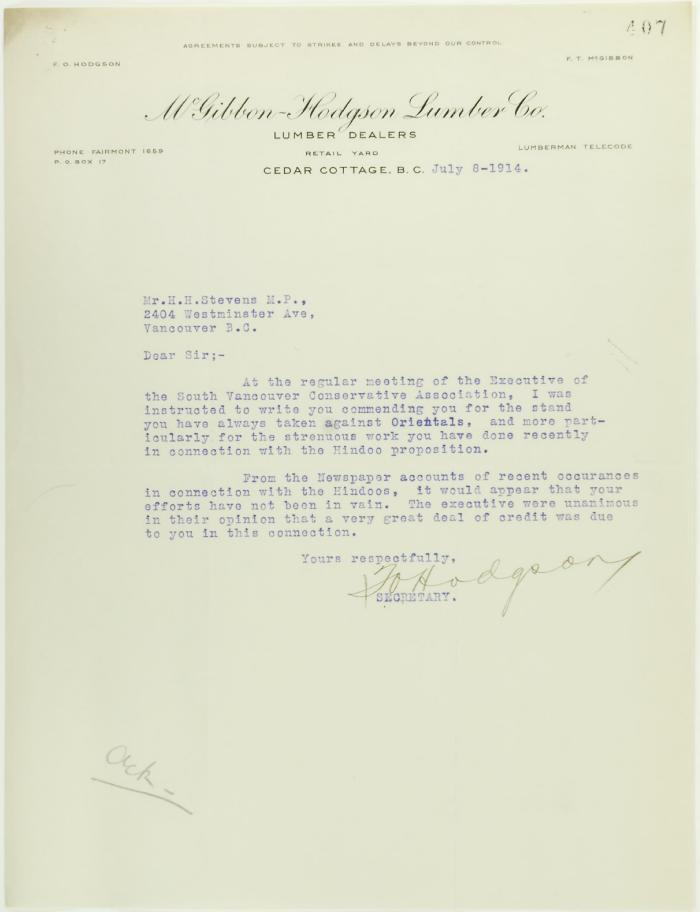 407
AGREEMENTS SUBJECT TO STRIKES AND DELAYS BEYOND OUR CONTROL
F. O. HODGSON
F. T. McGIBBON
McGibbon-Hodgson Lumber Co.
LUMBER DEALERS
RETAIL YARD
PHONE FAIRMONT 1659
P. O. BOX 17
LUMBERMAN TELECODE
CEDAR COTTAGE, B. C. July 8-1914.
Mr.H.H.Stevens M.P.,
2404 Westminster Ave,
Vancouver B.C.
Dear Sir;-
At the regular meeting of the Executive of
the South Vancouver Conservative Association, I was
instructed to write you commending you for the stand
you have always taken against Orientals, and more part-
icularly for the strenuous work you have done recently
in connection with the Hindoo proposition.
From the Newspaper accounts of recent occurances
in connection with the Hindoos, it would appear that your
efforts have not been in vain. The executive were unanimous
in their opinion that a very great deal of credit was due
to you in this connection.
Yours respectfully,
FO Hodgson
SECRETARY.
Ack-